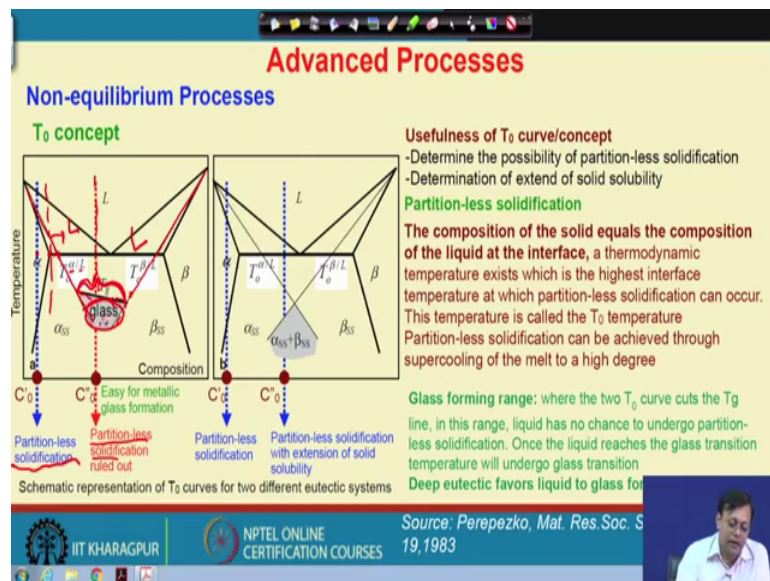 Advanced Processes
Non-equilibrium Processes
T₀ concept
Usefulness of T₀ curve/concept
-Determine the possibility of partition-less solidification
-Determination of extend of solid solubility
Partition-less solidification
The composition of the solid equals the composition
of the liquid at the interface, a thermodynamic
temperature exists which is the highest interface
temperature at which partition-less solidification can occur.
This temperature is called the T₀ temperature
Partition-less solidification can be achieved through
supercooling of the melt to a high degree
Glass forming range: where the two T₀ curve cuts the Tg
line, in this range, liquid has no chance to undergo partition-
less solidification. Once the liquid reaches the glass transition
temperature will undergo glass transition
Deep eutectic favors liquid to glass
Temperature
L
L
L
α
Tₒα/L
Tₒβ/L
β
glass
αss
βss
Composition
a
L
α
Tₒα/L
Tₒβ/L
β
αss
βss
αss+βss
b
C'₀
C"₀
Easy for metallic
glass formation
C'₀
C"₀
Partition-less
solidification
Partition-less
solidification
ruled out
Partition-less
solidification
Partition-less solidification
with extension of solid
solubility
Schematic representation of T₀ curves for two different eutectic systems
IIT KHARAGPUR
NPTEL ONLINE
CERTIFICATION COURSES
Source: Perepezko, Mat. Res.Soc. S
19,1983